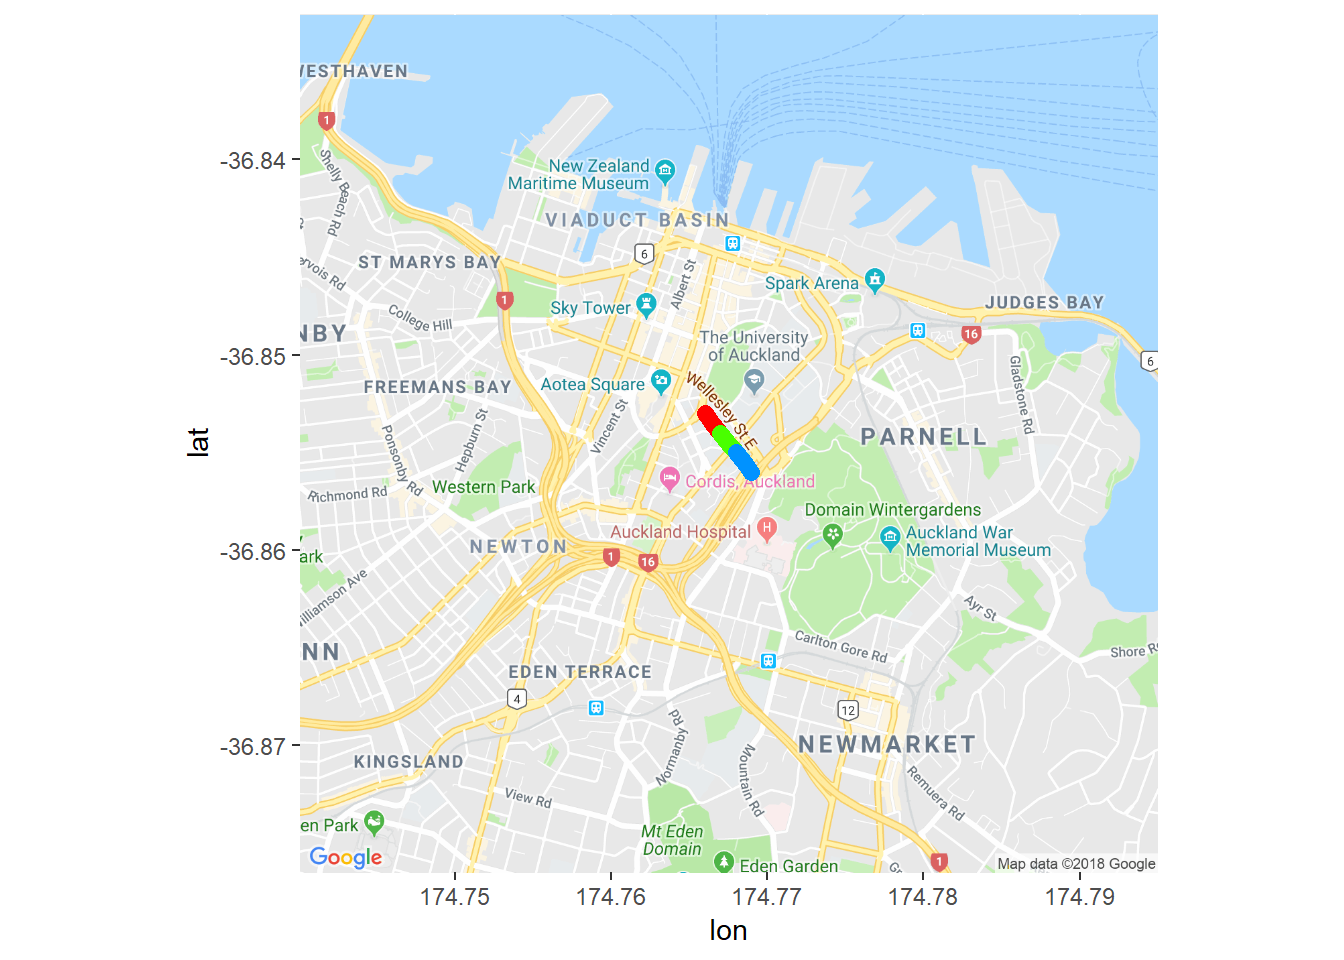 WESTHAVEN
1
Shelly Beach Rd
New Zealand
Maritime Museum
VIADUCT BASIN
6
ST MARYS BAY
Albert St
Spark Arena
JUDGES BAY
1
Sky Tower
College Hill
The University
of Auckland
16
6
FREEMANS BAY
Aotea Square
Wellesley St E
Gladstone Rd
Vincent St
Hepburn St
Ponsonby Rd
PARNELL
Richmond Rd
Western Park
Cordis, Auckland
Domain Wintergardens
Auckland Hospital
H
Auckland War
Memorial Museum
NEWTON
1
16
ark
illiamson Ave
Ayr St
Carlton Gore Rd
Shore R
NN
NBY
ervois Rd
EDEN TERRACE
4
12
Normanby Rd
NEWMARKET
KINGSLAND
Mountain Rd
Remuera Rd
View Rd
en Park
Mt Eden
Domain
Eden Garden
1
Google
Map data ©2018 Google
-36.84
-36.85
-36.86
-36.87
lat
174.75
174.76
174.77
174.78
174.79
lon